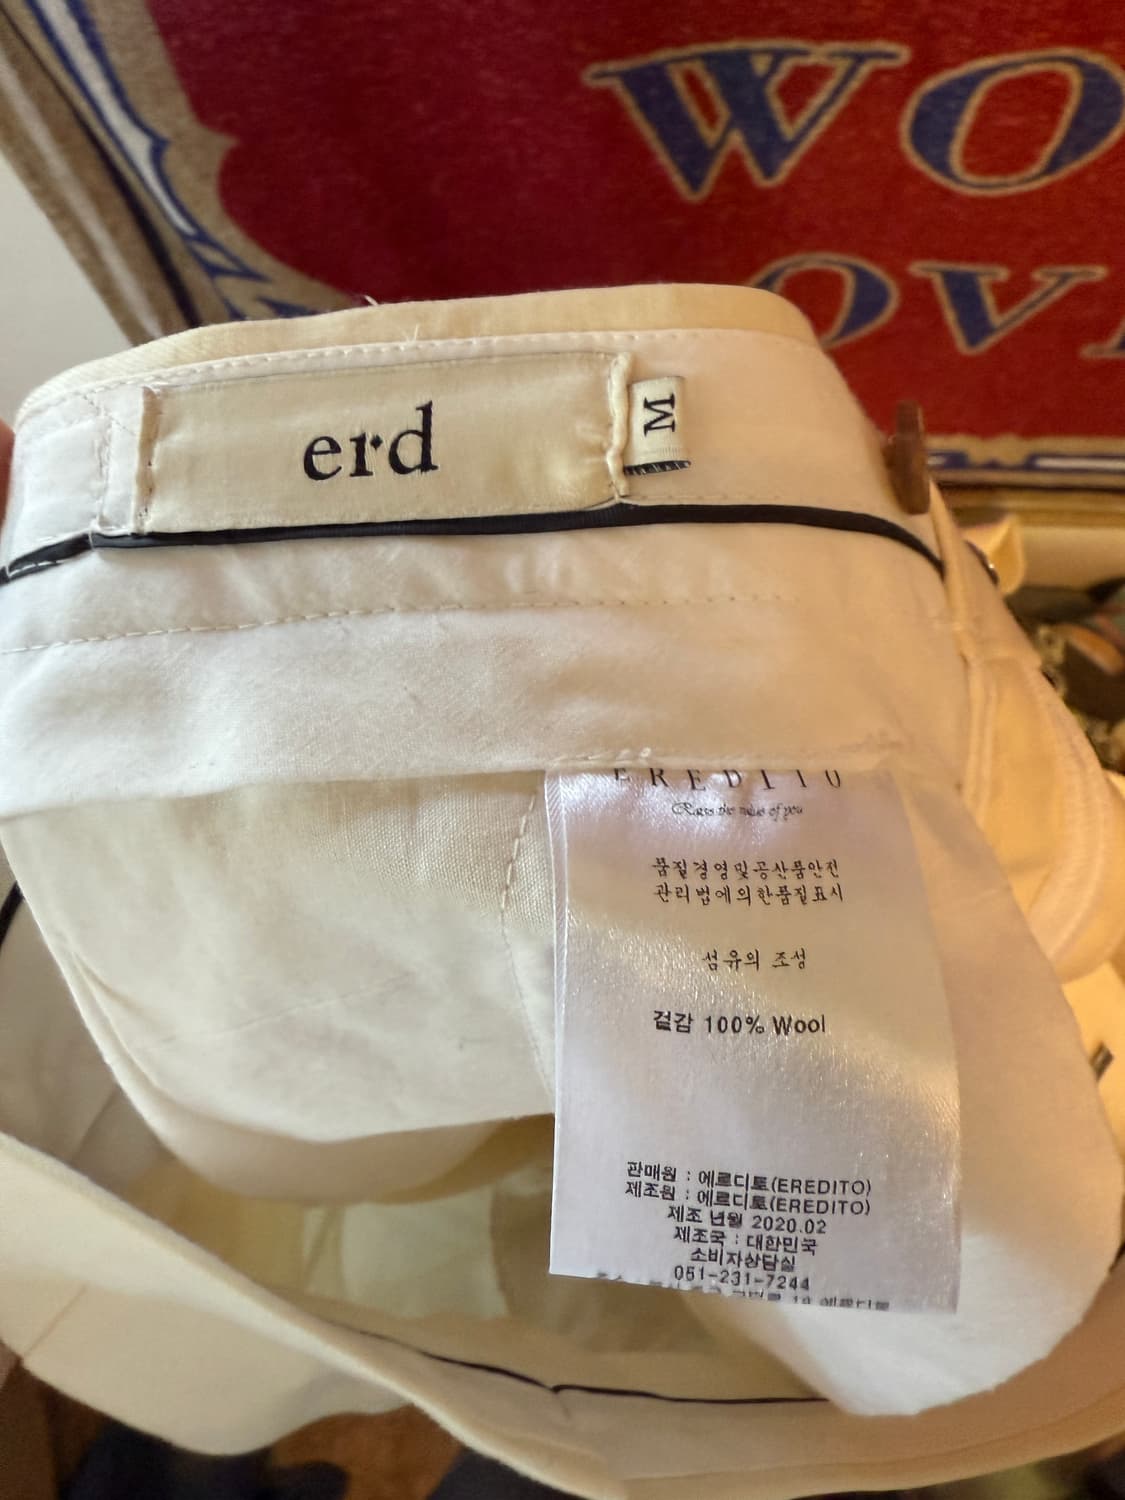 WO
OV
erd
M
EREDITO
품질경영및공산품안전
관리법에의한품질표시
섬유의 조성
겉감 100% Wool
판매원 : 에르디토(EREDITO)
제조원 : 에르디토(EREDITO)
제조 년월 2020.02
제조국 : 대한민국
소비자상담실
051-231-7244